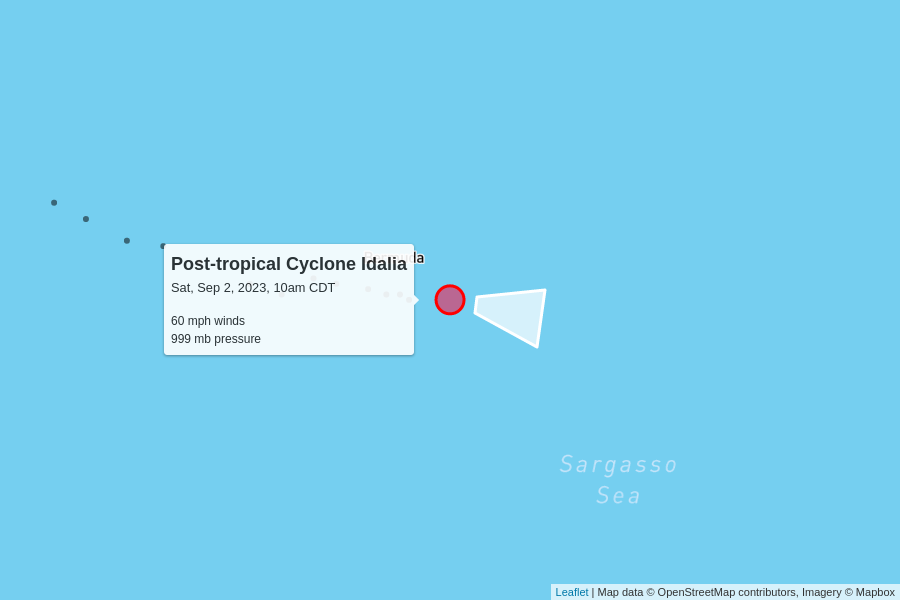 Post-tropical Cyclone Idalia
Sat, Sep 2, 2023, 10am CDT
60 mph winds
999 mb pressure
Sargasso
Sea
Leaflet | Map data © OpenStreetMap contributors, Imagery © Mapbox